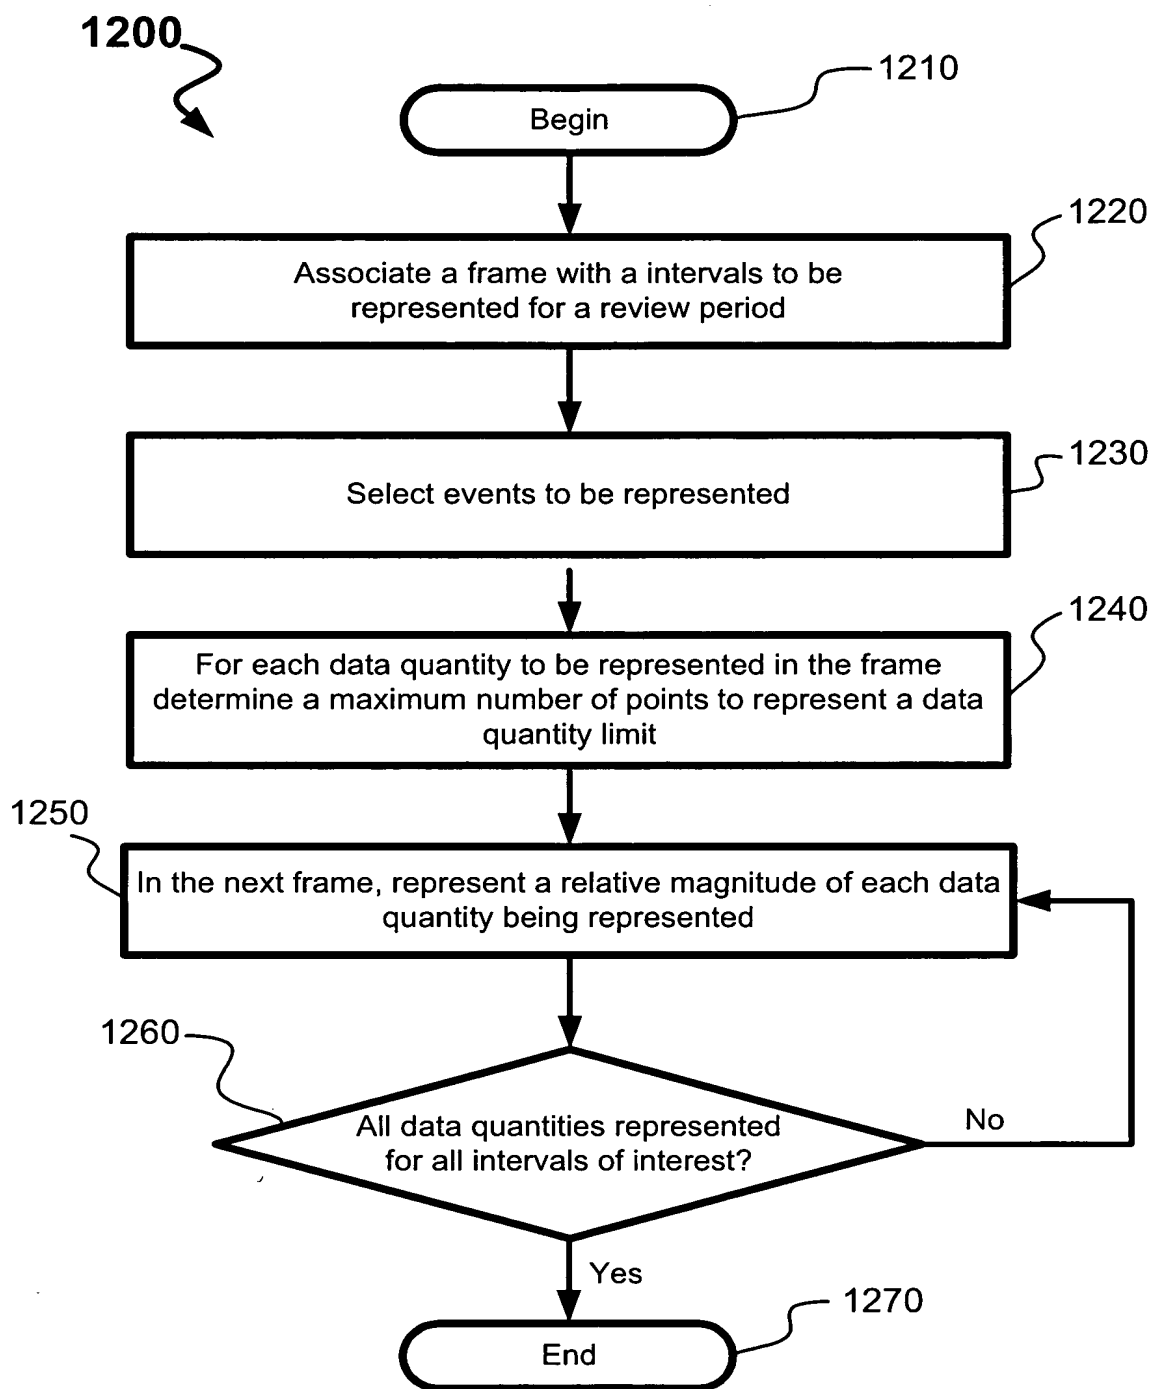 1200
1210
Begin
1220
Associate a frame with a intervals to be
represented for a review period
1230
Select events to be represented
1240
For each data quantity to be represented in the frame
determine a maximum number of points to represent a data
quantity limit
1250
In the next frame, represent a relative magnitude of each data
quantity being represented
1260
All data quantities represented
for all intervals of interest?
No
Yes
1270
End